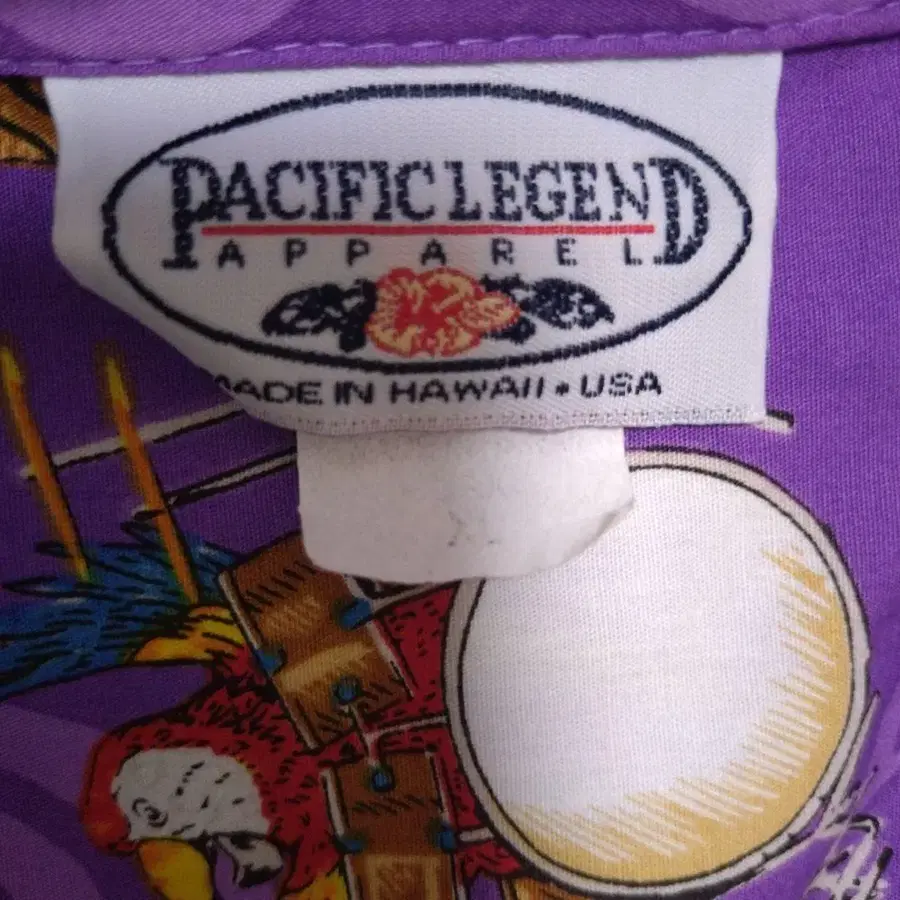 PACIFIC LEGEND
APPAREL
MADE IN HAWAII • USA